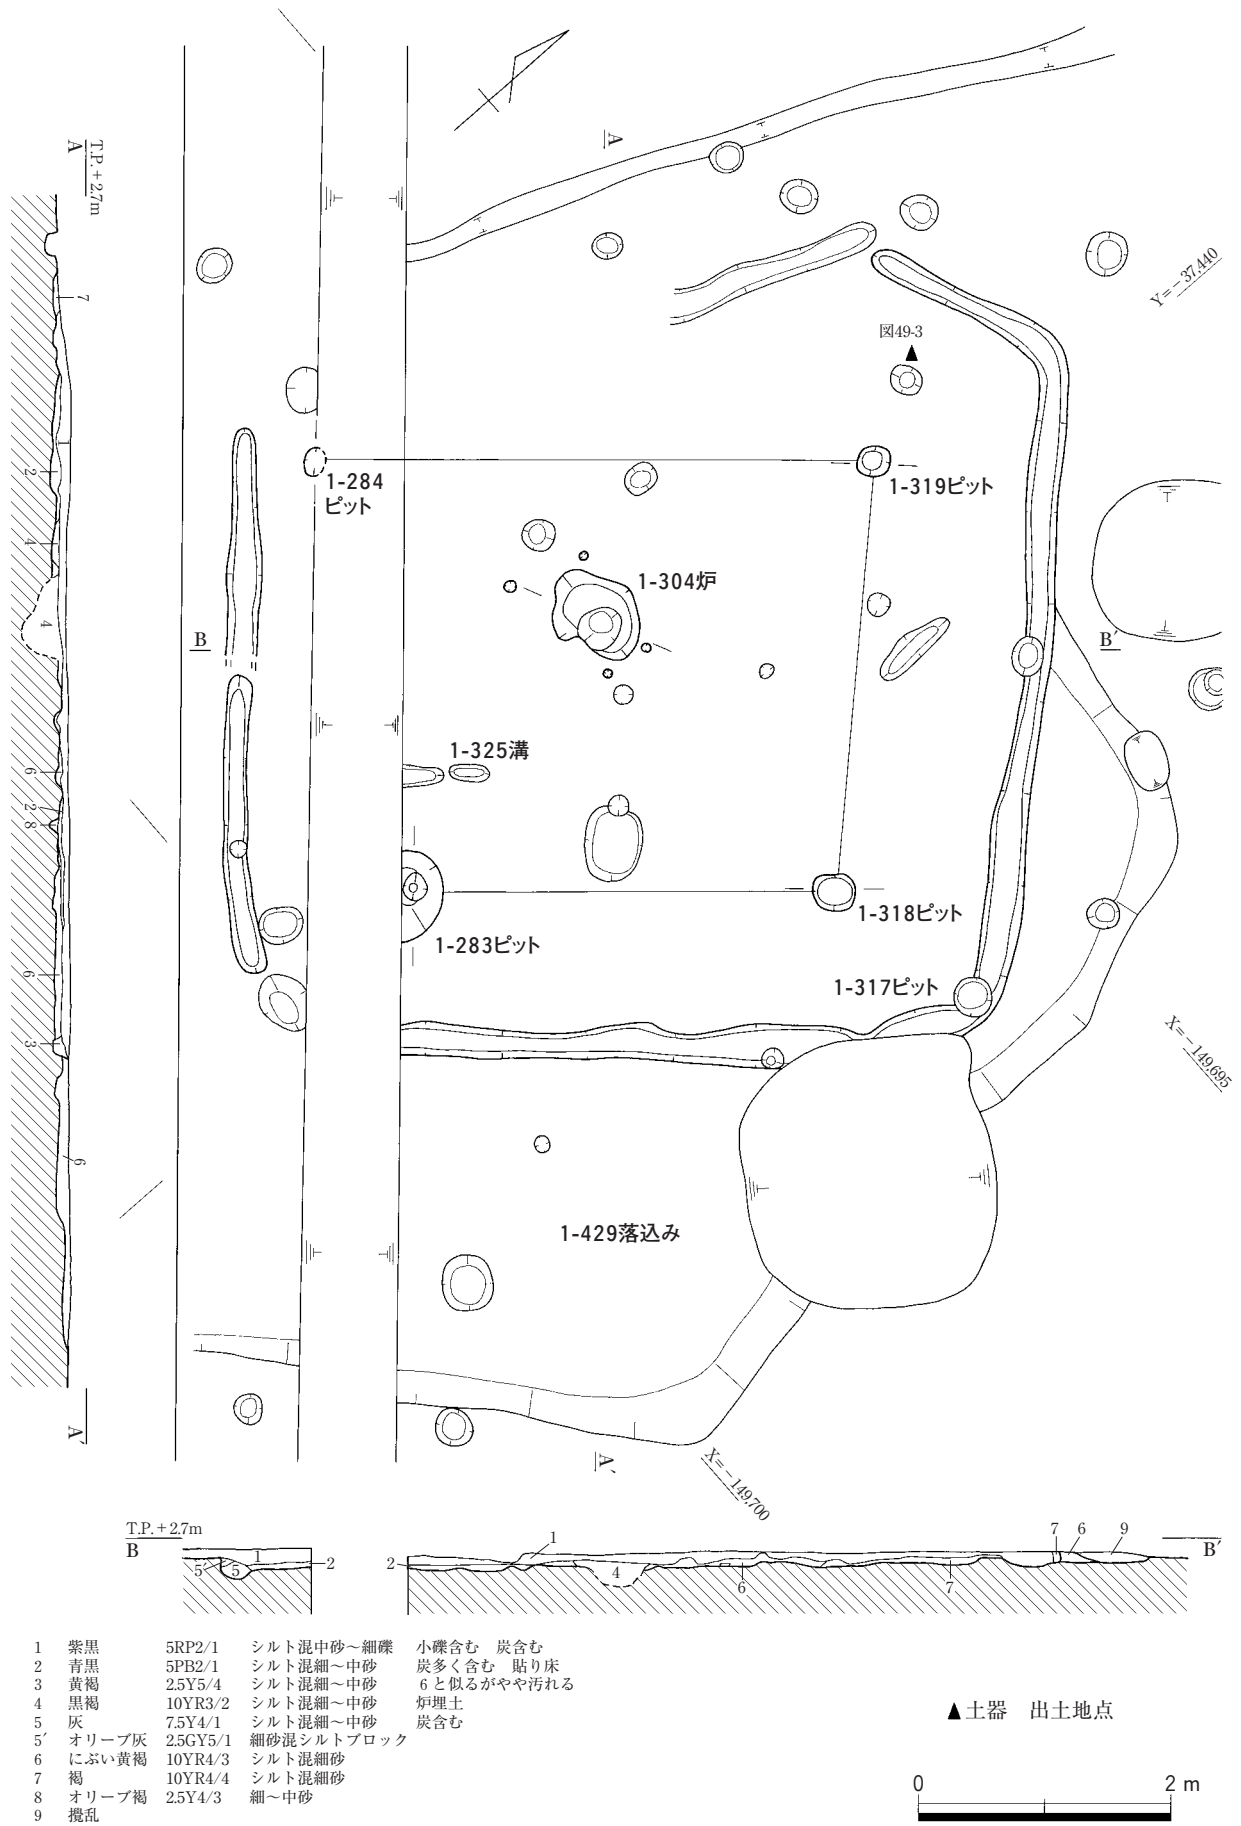 A
T.P.+2.7m
A
7
1
2
4
4
6
2
8
6
3
6
A′
Y=−37,440
図49-3
▲
1-284
ピット
1-319ピット
1-304炉
B
B′
1-325溝
1-318ピット
1-283ピット
1-317ピット
X=−149,695
1-429落込み
A′
X=−149,700
T.P.+2.7m
B
B′
1
7 6 9
5′ 5 1 2
2 4 6 7
1 紫黒 5RP2/1 シルト混中砂～細礫 小礫含む 炭含む
2 青黒 5PB2/1 シルト混細～中砂 炭多く含む 貼り床
3 黄褐 2.5Y5/4 シルト混細～中砂 6と似るがやや汚れる
4 黒褐 10YR3/2 シルト混細～中砂 炉埋土
5 灰 7.5Y4/1 シルト混細～中砂 炭含む
5′ オリーブ灰 2.5GY5/1 細砂混シルトブロック
6 にぶい黄褐 10YR4/3 シルト混細砂
7 褐 10YR4/4 シルト混細砂
8 オリーブ褐 2.5Y4/3 細～中砂
9 攪乱
▲土器 出土地点
0 2 m